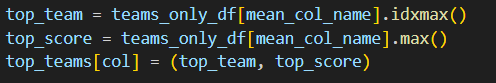 top_team = teams_only_df[mean_col_name].idxmax()
top_score = teams_only_df[mean_col_name].max()
top_teams[col] = (top_team, top_score)